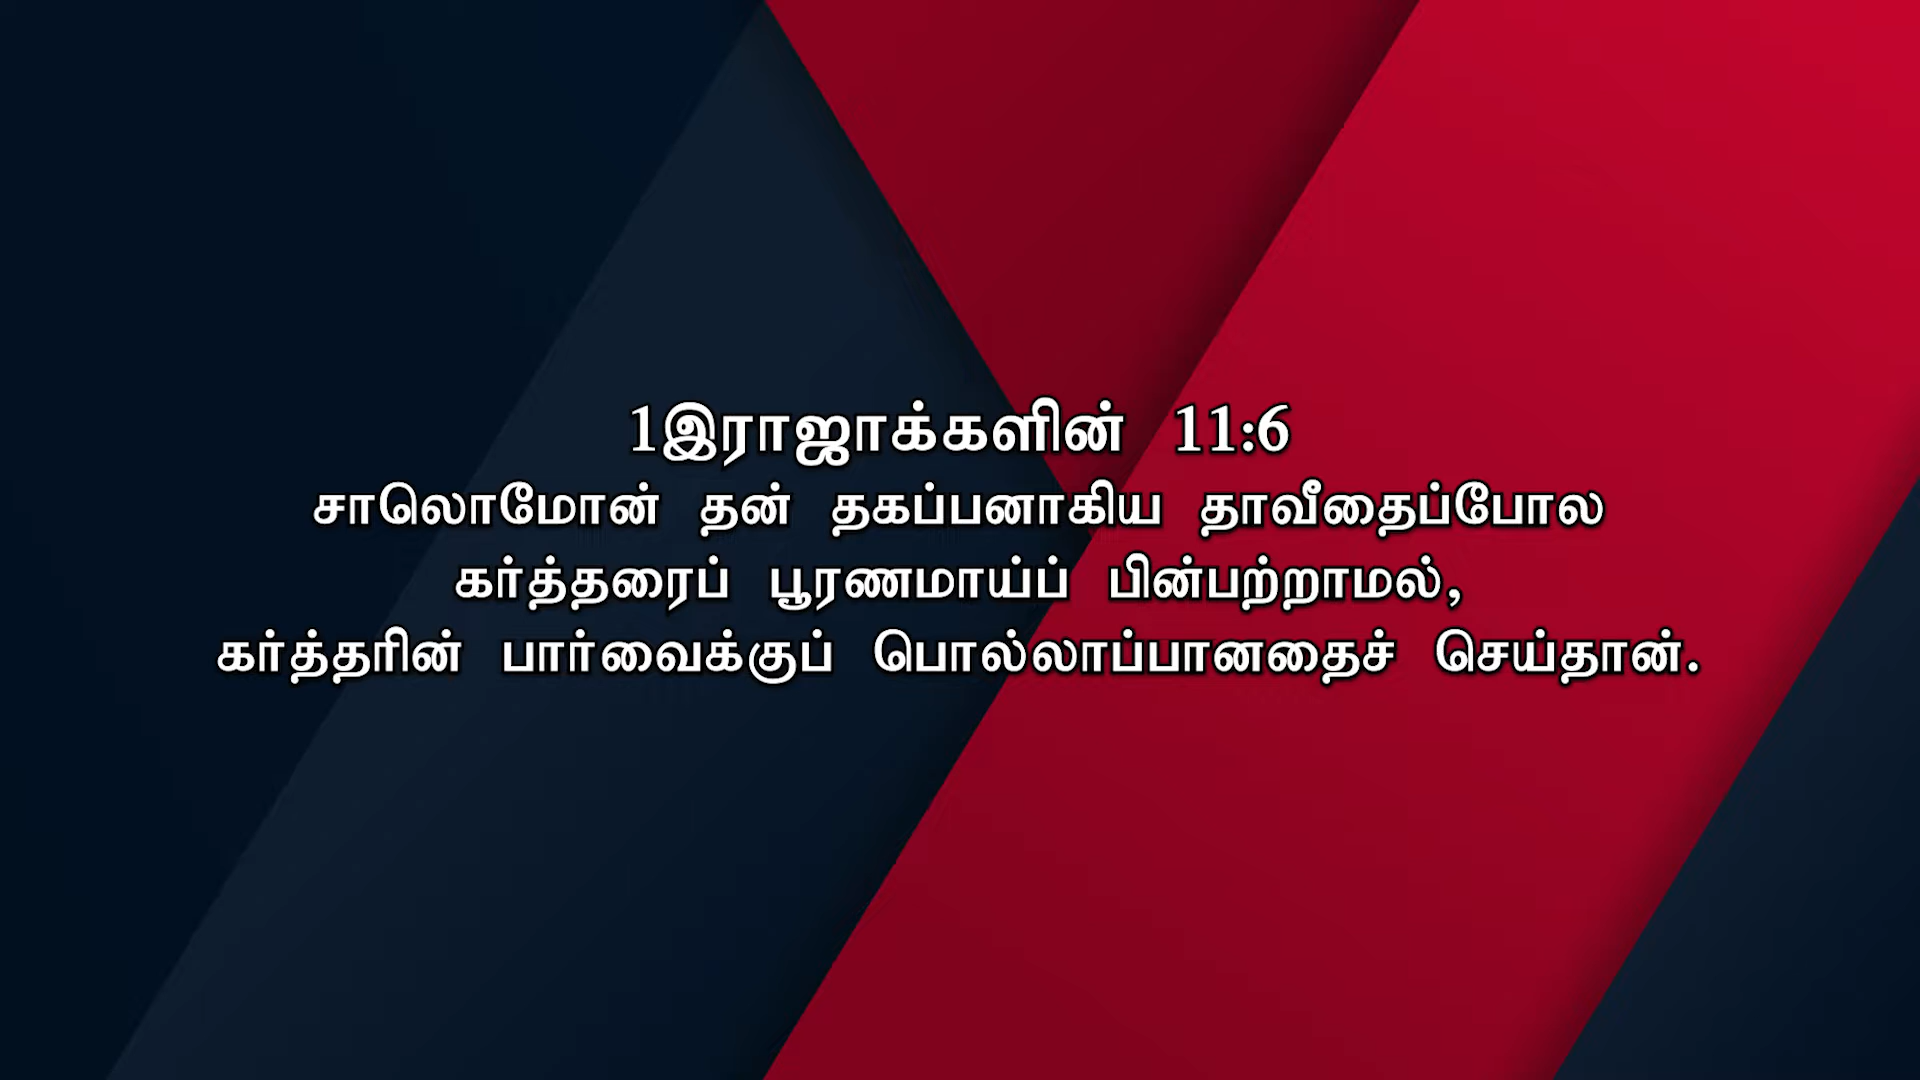 1இராஜாக்களின் 11:6
சாலொமோன் தன் தகப்பனாகிய தாவீதைப்போல
கர்த்தரைப் பூரணமாய்ப் பின்பற்றாமல்,
கர்த்தரின் பார்வைக்குப் பொல்லாப்பானதைச் செய்தான்.